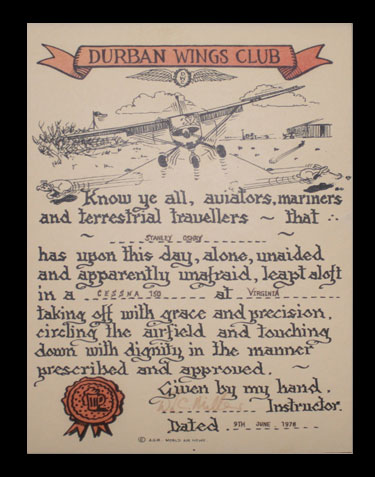 DURBAN WINGS CLUB
Know ye all, aviators, mariners
and terrestrial travellers ~ that ∴
~ STANLEY OSHRY ~
has upon this day, alone, unaided
and apparently unafraid, leapt aloft
in a CESSNA 150 at VIRGINIA
taking off with grace and precision,
circling the airfield and touching
down with dignity in the manner
prescribed and approved. ~
Given by my hand.
Instructor.
Dated 9TH JUNE 1978